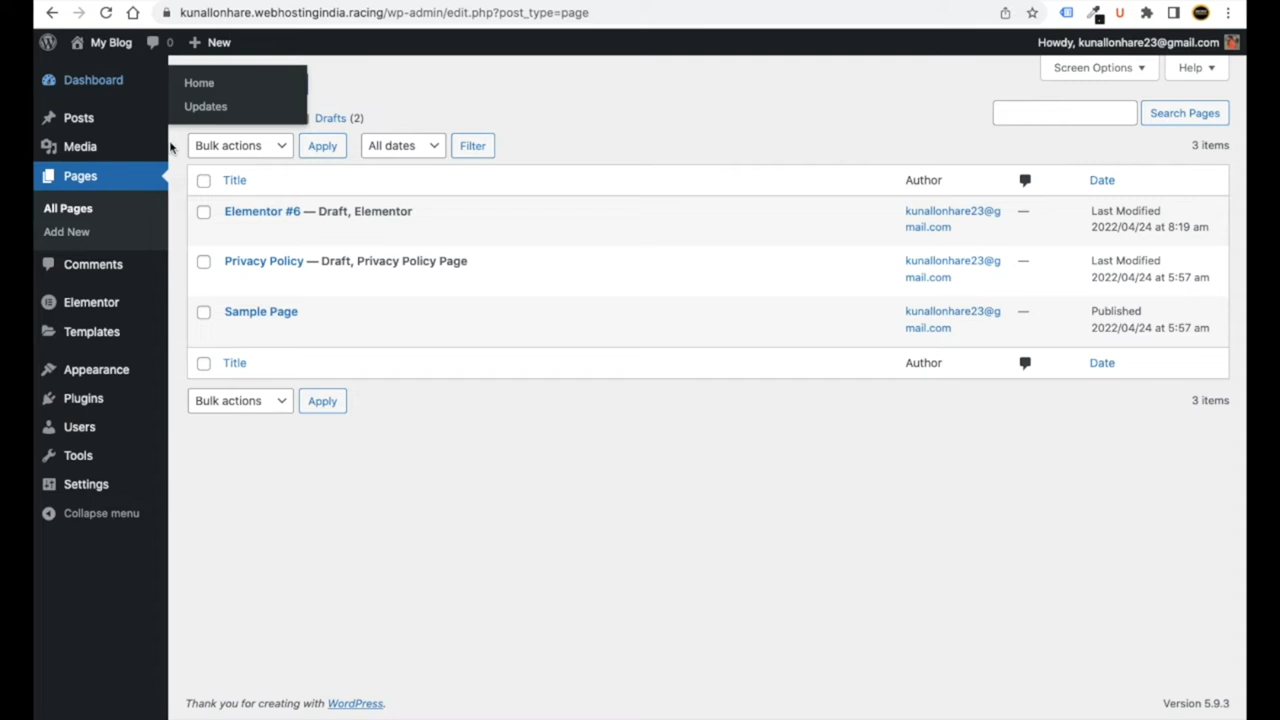 kunallonhare.webhostingindia.racing/wp-admin/edit.php?post_type=page
My Blog 0 New Howdy, kunallonhare23@gmail.com
Dashboard
Home
Updates
Screen Options Help
Posts
Media
Pages
All Pages
Add New
Comments
Elementor
Templates
Appearance
Plugins
Users
Tools
Settings
Collapse menu
Drafts (2)
Search Pages
Bulk actions Apply All dates Filter 3 items
Title Author Date
Elementor #6 — Draft, Elementor kunallonhare23@g — Last Modified
mail.com 2022/04/24 at 8:19 am
Privacy Policy — Draft, Privacy Policy Page kunallonhare23@g — Last Modified
mail.com 2022/04/24 at 5:57 am
Sample Page kunallonhare23@g — Published
mail.com 2022/04/24 at 5:57 am
Title Author Date
Bulk actions Apply 3 items
Thank you for creating with WordPress. Version 5.9.3